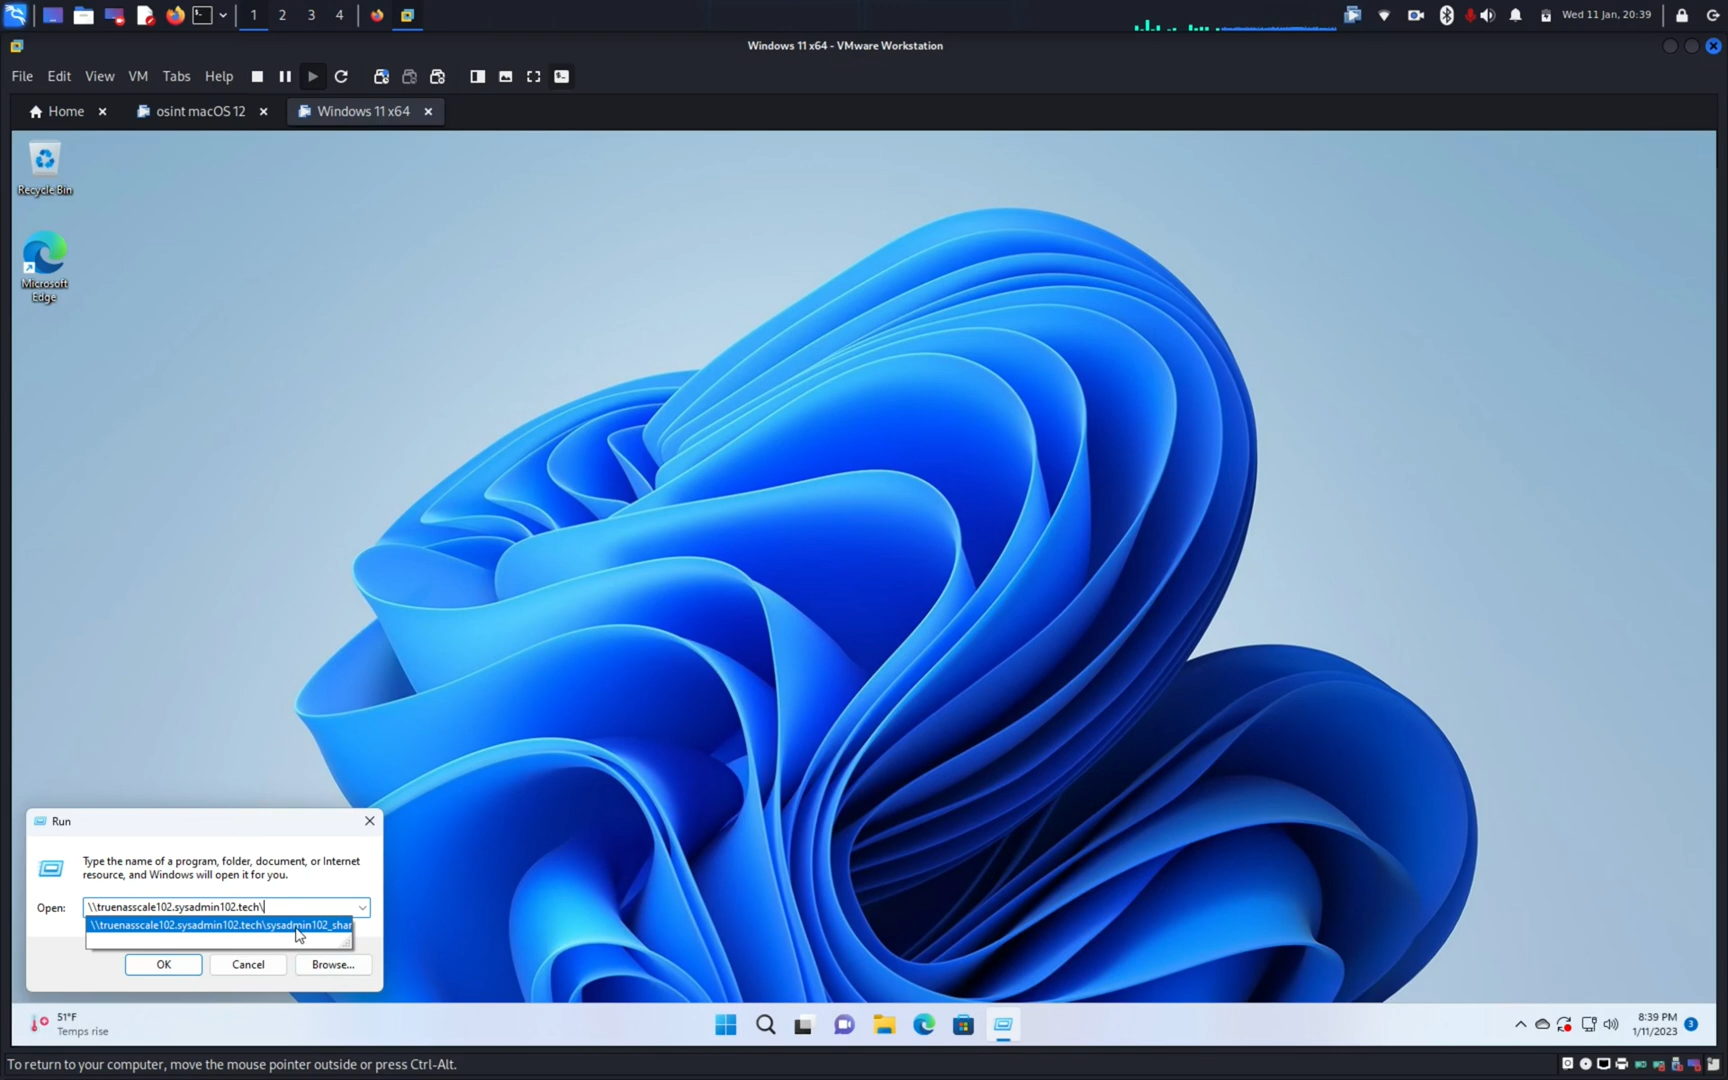 1 2 3 4
Wed 11 Jan, 20:39
Windows 11 x64 - VMware Workstation
File Edit View VM Tabs Help
Home
osint macOS 12
Windows 11 x64
Recycle Bin
Microsoft
Edge
Run
Type the name of a program, folder, document, or Internet
resource, and Windows will open it for you.
Open:
\\truenasscale102.sysadmin102.tech\
\\truenasscale102.sysadmin102.tech\sysadmin102_shar
OK
Cancel
Browse...
51°F
Temps rise
8:39 PM
1/11/2023
3
To return to your computer, move the mouse pointer outside or press Ctrl-Alt.